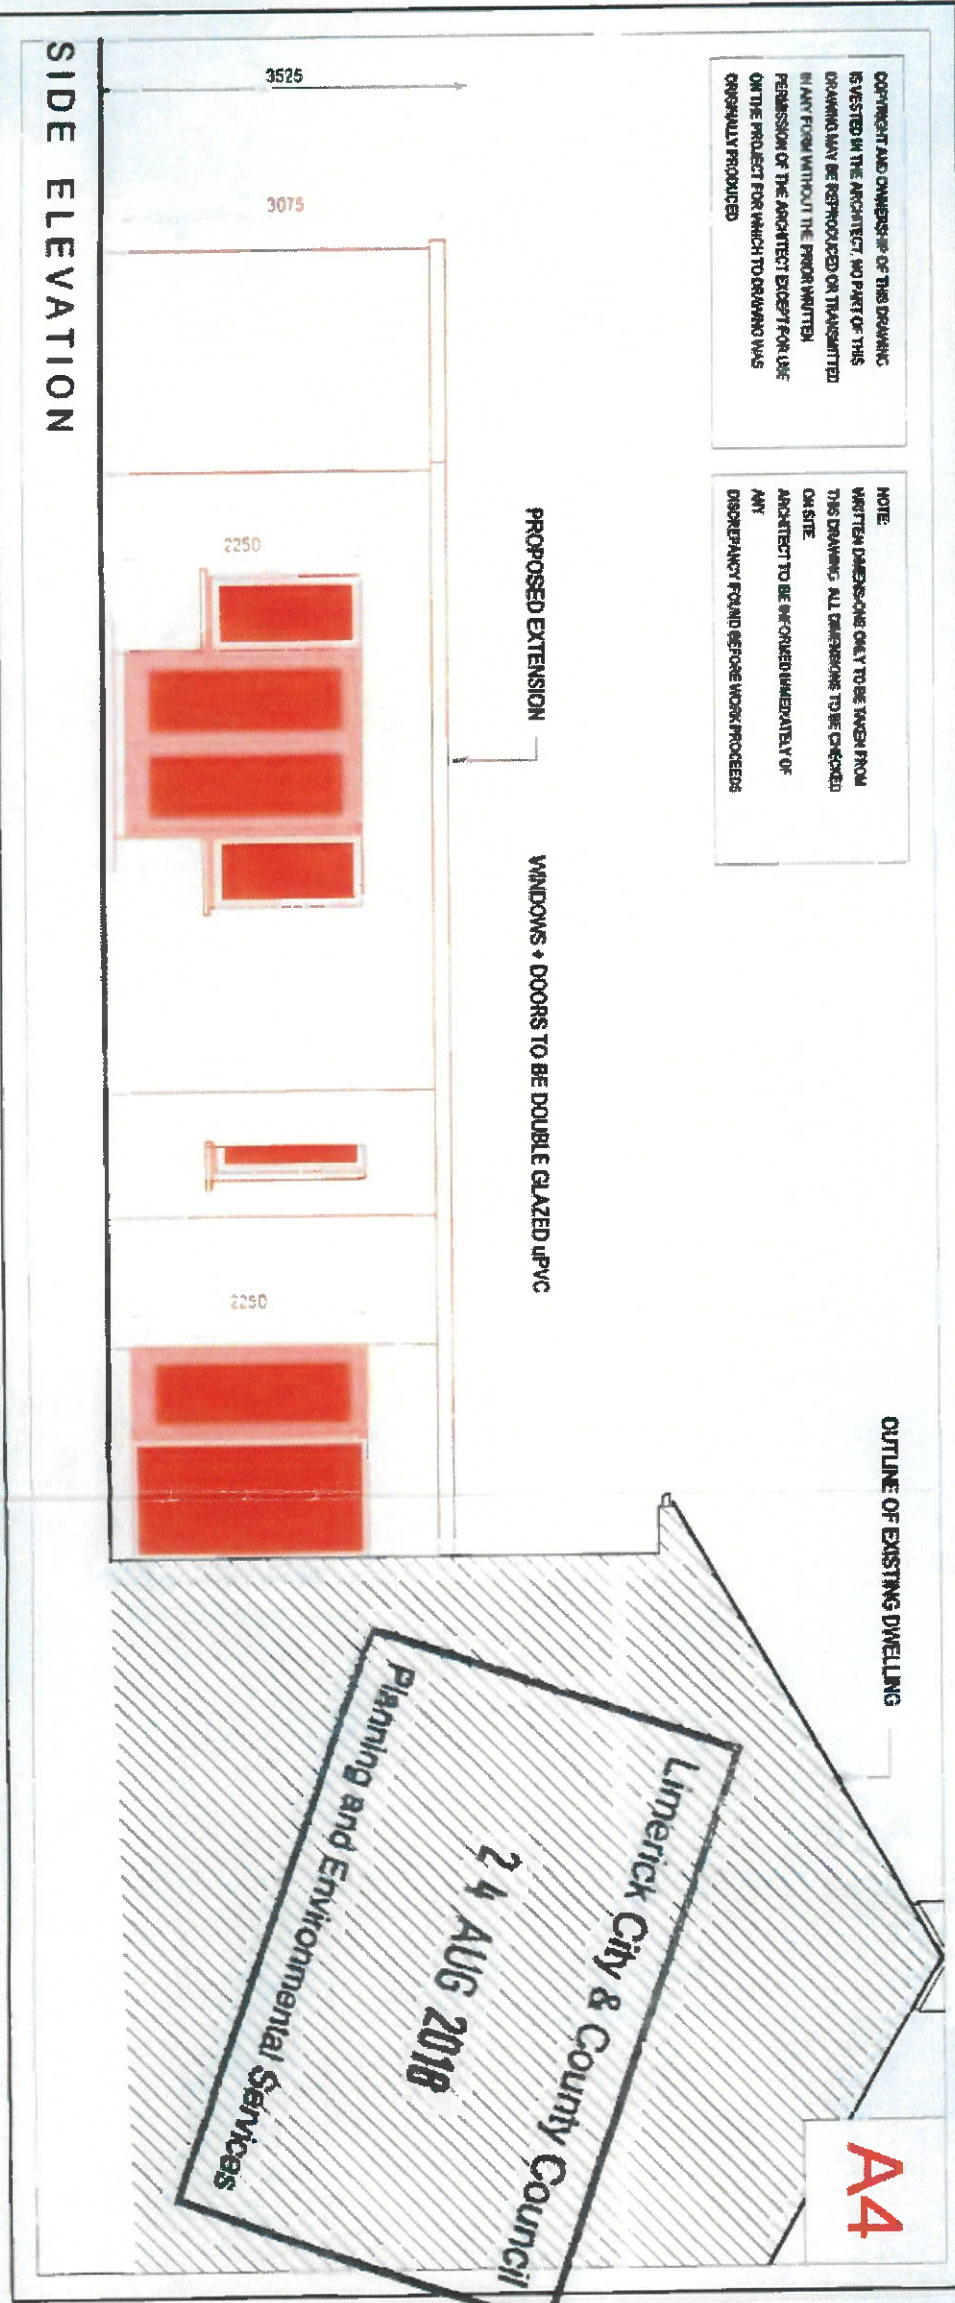 COPYRIGHT AND OWNERSHIP OF THIS DRAWING
IS VESTED IN THE ARCHITECT, NO PART OF THIS
DRAWING MAY BE REPRODUCED OR TRANSMITTED
IN ANY FORM WITHOUT THE PRIOR WRITTEN
PERMISSION OF THE ARCHITECT EXCEPT FOR USE
ON THE PROJECT FOR WHICH TO DRAWING WAS
ORIGINALLY PRODUCED
NOTE:
WRITTEN DIMENSIONS ONLY TO BE TAKEN FROM
THIS DRAWING. ALL DIMENSIONS TO BE CHECKED
ON SITE.
ARCHITECT TO BE INFORMED IMMEDIATELY OF
ANY
DISCREPANCY FOUND BEFORE WORK PROCEEDS
OUTLINE OF EXISTING DWELLING
A4
PROPOSED EXTENSION
WINDOWS + DOORS TO BE DOUBLE GLAZED uPVC
3525
3075
2250
2250
Limerick City & County Council
24 AUG 2018
Planning and Environmental Services
SIDE ELEVATION